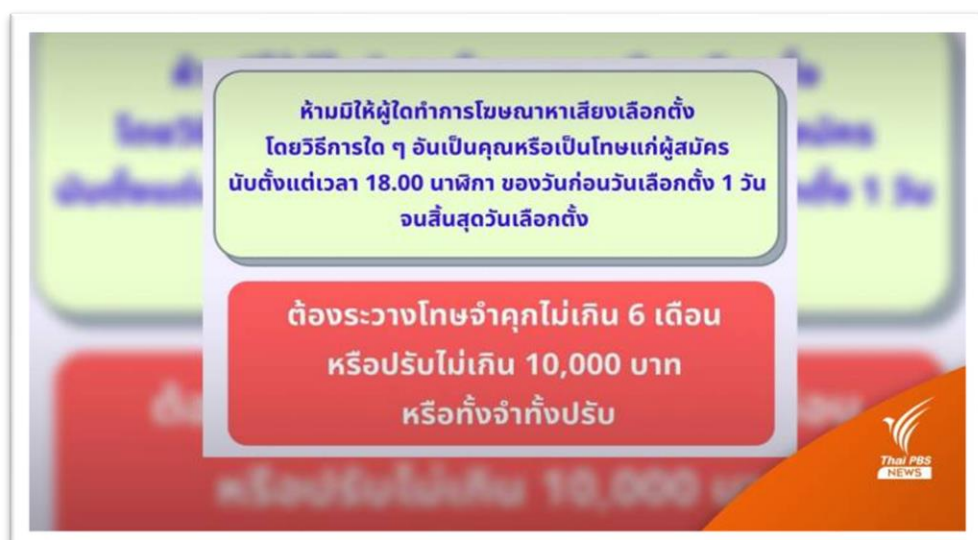 ห้ามมิให้ผู้ใดทำการโฆษณาหาเสียงเลือกตั้ง
โดยวิธีการใด ๆ อันเป็นคุณหรือเป็นโทษแก่ผู้สมัคร
นับตั้งแต่เวลา 18.00 นาฬิกา ของวันก่อนวันเลือกตั้ง 1 วัน
จนสิ้นสุดวันเลือกตั้ง
ต้องระวางโทษจำคุกไม่เกิน 6 เดือน
หรือปรับไม่เกิน 10,000 บาท
หรือทั้งจำทั้งปรับ
Thai PBS
NEWS